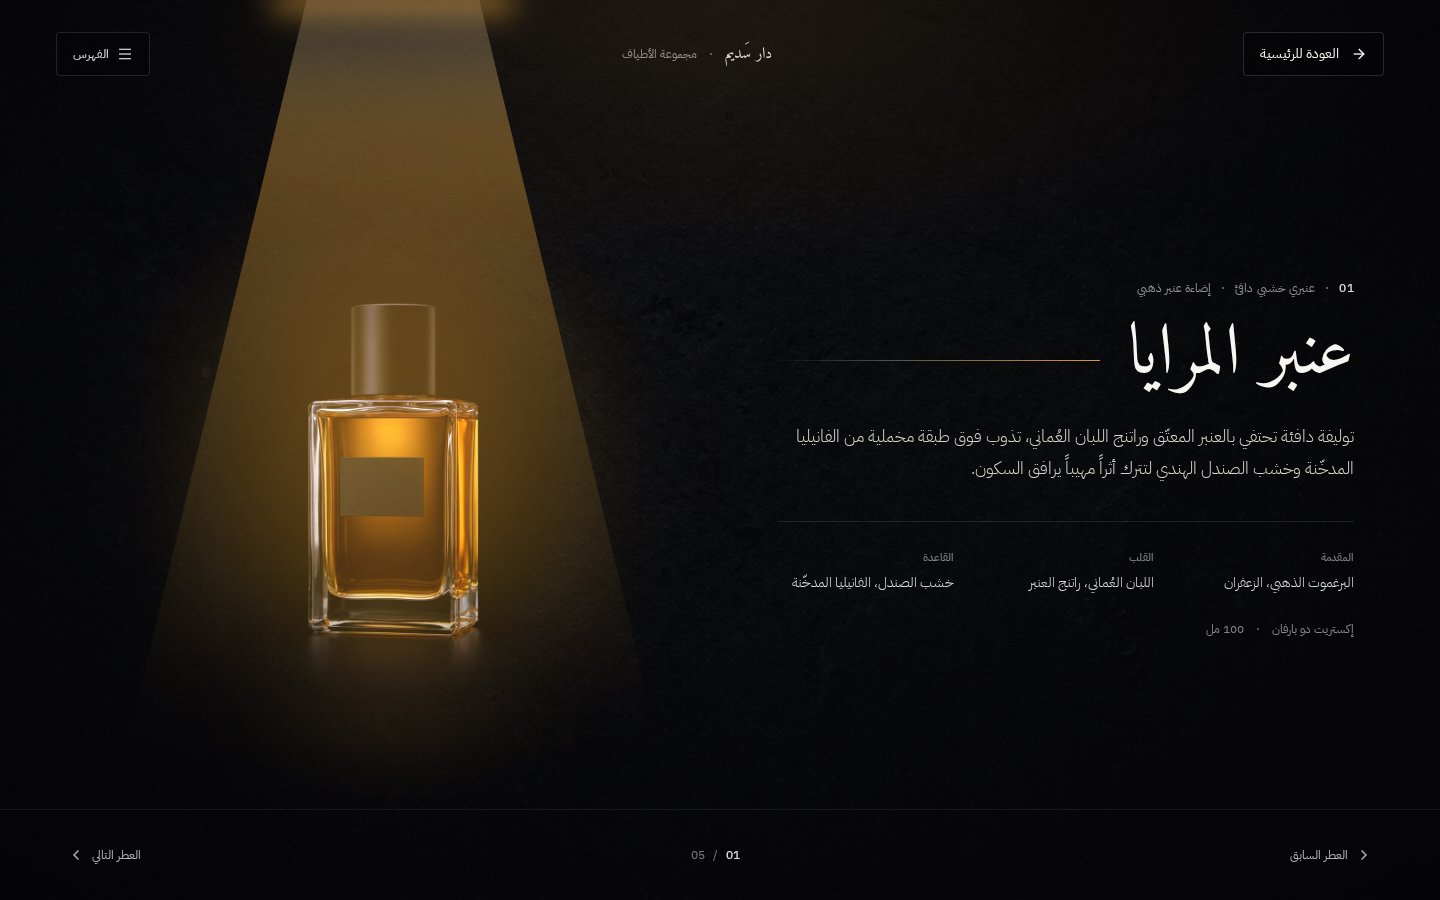 العودة للرئيسية
دار سَديم · مجموعة الأطياف
الفهرس
01 · عنبري خشبي دافئ · إضاءة عنبر ذهبي
عنبر المرايا
توليفة دافئة تحتفي بالعنبر المعتّق وراتنج اللبان العُماني، تذوب فوق طبقة مخملية من الفانيليا
المدخّنة وخشب الصندل الهندي لتترك أثراً مهيباً يرافق السكون.
المقدمة
البرغموت الذهبي، الزعفران
القلب
اللبان العُماني، راتنج العنبر
القاعدة
خشب الصندل، الفانيليا المدخّنة
إكستريت دو بارفان · 100 مل
العطر السابق
01 / 05
العطر التالي